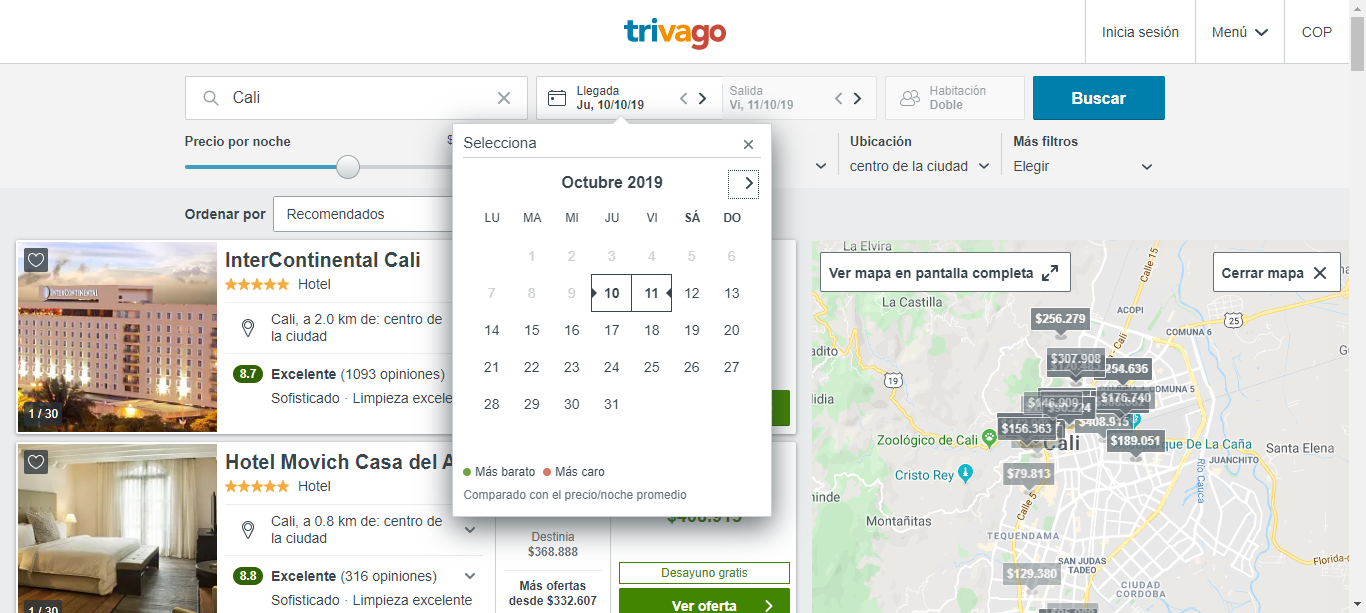 trivago
Inicia sesión
Menú
COP
Cali
Llegada
Ju, 10/10/19
Salida
Vi, 11/10/19
Habitación
Doble
Buscar
Precio por noche
$
Ubicación
centro de la ciudad
Más filtros
Elegir
Ordenar por
Recomendados
Selecciona
Octubre 2019
LU MA MI JU VI SÁ DO
1 2 3 4 5 6
7 8 9 10 11 12 13
14 15 16 17 18 19 20
21 22 23 24 25 26 27
28 29 30 31
Más barato Más caro
Comparado con el precio/noche promedio
INTERCONTINENTAL
1 / 30
InterContinental Cali
Hotel
Cali, a 2.0 km de: centro de
la ciudad
8.7 Excelente (1093 opiniones)
Sofisticado · Limpieza excele
1 / 30
Hotel Movich Casa del A
Hotel
Cali, a 0.8 km de: centro de
la ciudad
8.8 Excelente (316 opiniones)
Sofisticado · Limpieza excelente
Destinia
$368.888
Más ofertas
desde $332.607
$408.915
Desayuno gratis
Ver oferta
Ver mapa en pantalla completa
Cerrar mapa
La Elvira
Calle 15
La Castilla
ACOPI
$256.279
25
COMUNA 6
adito
$307.908
254.636
19
COMUNA 5
lidia
$146.909
$176.740
$408.915
$156.363
Cali
$189.051
Zoológico de Cali
que De La Caña
JUANCHITO
Santa Elena
Cristo Rey
$79.813
Río Cauca
inde
Calle 5
Montañitas
TEQUENDAMA
SAN JUDAS
TADEO
Florida-
$129.380
CIUDAD
CÓRDOBA